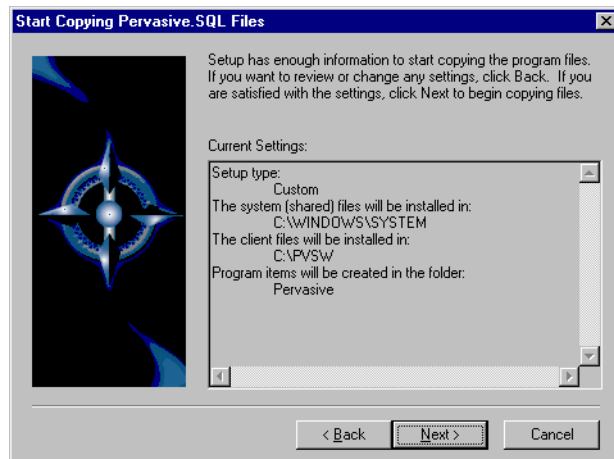 Start Copying Pervasive.SQL Files
Setup has enough information to start copying the program files.
If you want to review or change any settings, click Back. If you
are satisfied with the settings, click Next to begin copying files.
Current Settings:
Setup type:
Custom
The system (shared) files will be installed in:
C:\WINDOWS\SYSTEM
The client files will be installed in:
C:\PVSW
Program items will be created in the folder:
Pervasive
< Back
Next >
Cancel